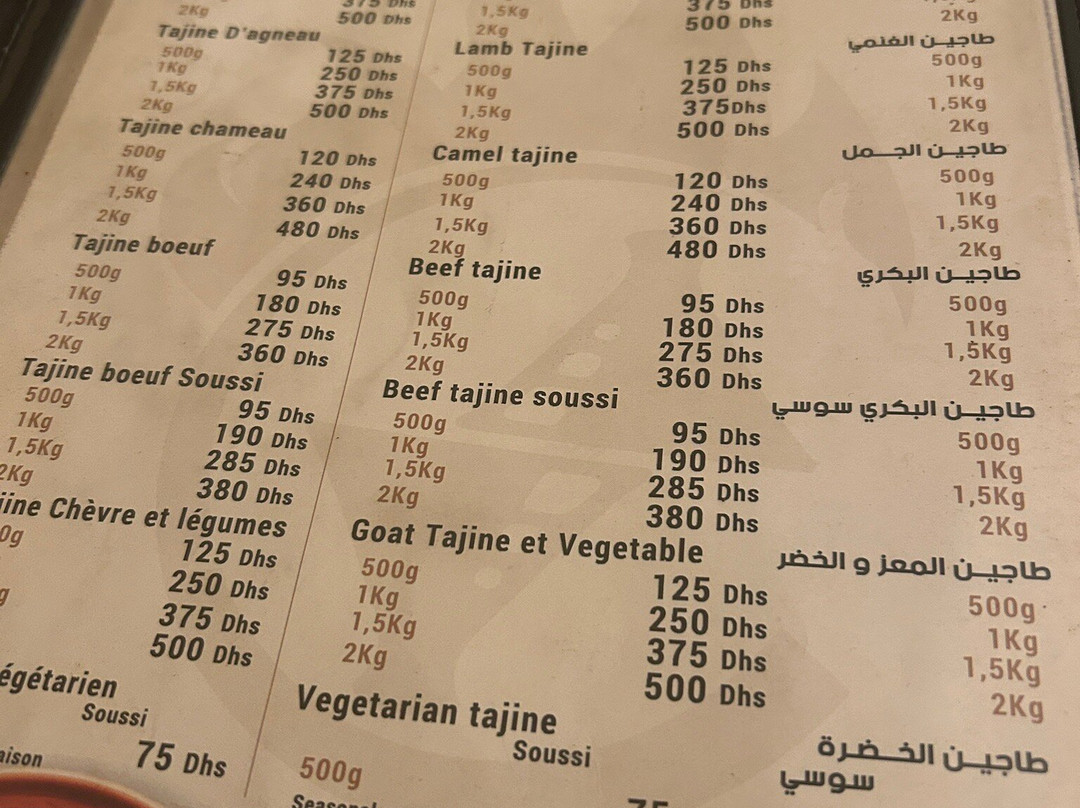 2Kg 500 Dhs
Tajine D'agneau
500g 125 Dhs
1Kg 250 Dhs
1,5Kg 375 Dhs
2Kg 500 Dhs
Tajine chameau
500g 120 Dhs
1Kg 240 Dhs
1,5Kg 360 Dhs
2Kg 480 Dhs
Tajine boeuf
500g 95 Dhs
1Kg 180 Dhs
1,5Kg 275 Dhs
2Kg 360 Dhs
Tajine boeuf Soussi
500g 95 Dhs
1Kg 190 Dhs
1,5Kg 285 Dhs
2Kg 380 Dhs
Chèvre et légumes
125 Dhs
250 Dhs
375 Dhs
500 Dhs
Soussi
75 Dhs
1,5Kg 375 Dhs
2Kg 500 Dhs 2Kg
Lamb Tajine طاجين الغنمي
500g 125 Dhs 500g
1Kg 250 Dhs 1Kg
1,5Kg 375Dhs 1,5Kg
2Kg 500 Dhs 2Kg
Camel tajine طاجين الجمل
500g 120 Dhs 500g
1Kg 240 Dhs 1Kg
1,5Kg 360 Dhs 1,5Kg
2Kg 480 Dhs 2Kg
Beef tajine طاجين البكري
500g 95 Dhs 500g
1Kg 180 Dhs 1Kg
1,5Kg 275 Dhs 1,5Kg
2Kg 360 Dhs 2Kg
Beef tajine soussi طاجين البكري سوسي
500g 95 Dhs 500g
1Kg 190 Dhs 1Kg
1,5Kg 285 Dhs 1,5Kg
2Kg 380 Dhs 2Kg
Goat Tajine et Vegetable طاجين المعز و الخضر
500g 125 Dhs 500g
1Kg 250 Dhs 1Kg
1,5Kg 375 Dhs 1,5Kg
2Kg 500 Dhs 2Kg
Vegetarian tajine طاجين الخضرة
Soussi سوسي
500g